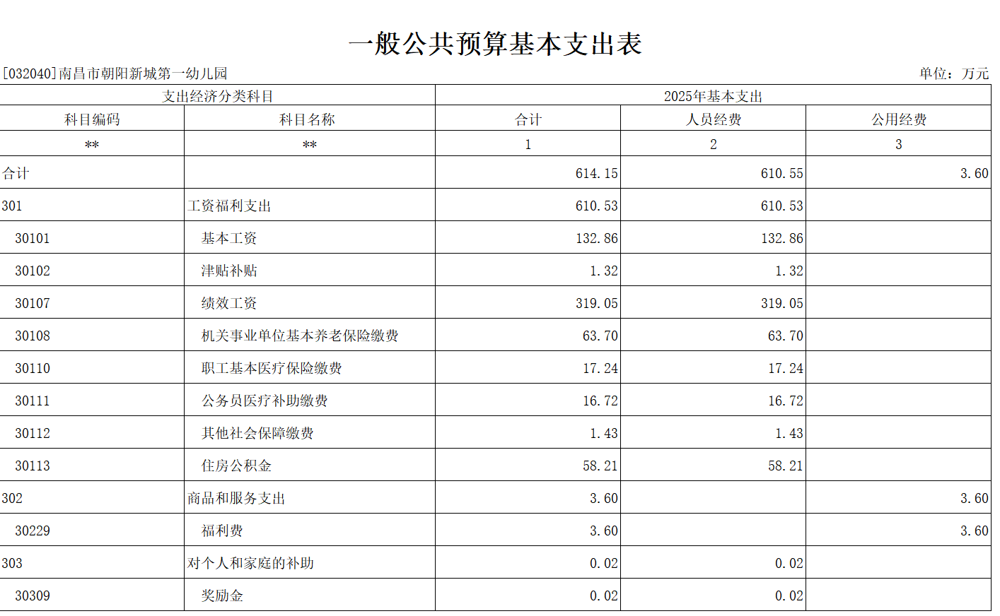 一般公共预算基本支出表
[032040]南昌市朝阳新城第一幼儿园 单位：万元
支出经济分类科目 2025年基本支出
科目编码 科目名称 合计 人员经费 公用经费
** ** 1 2 3
合计 614.15 610.55 3.60
301 工资福利支出 610.53 610.53
30101 基本工资 132.86 132.86
30102 津贴补贴 1.32 1.32
30107 绩效工资 319.05 319.05
30108 机关事业单位基本养老保险缴费 63.70 63.70
30110 职工基本医疗保险缴费 17.24 17.24
30111 公务员医疗补助缴费 16.72 16.72
30112 其他社会保障缴费 1.43 1.43
30113 住房公积金 58.21 58.21
302 商品和服务支出 3.60 3.60
30229 福利费 3.60 3.60
303 对个人和家庭的补助 0.02 0.02
30309 奖励金 0.02 0.02